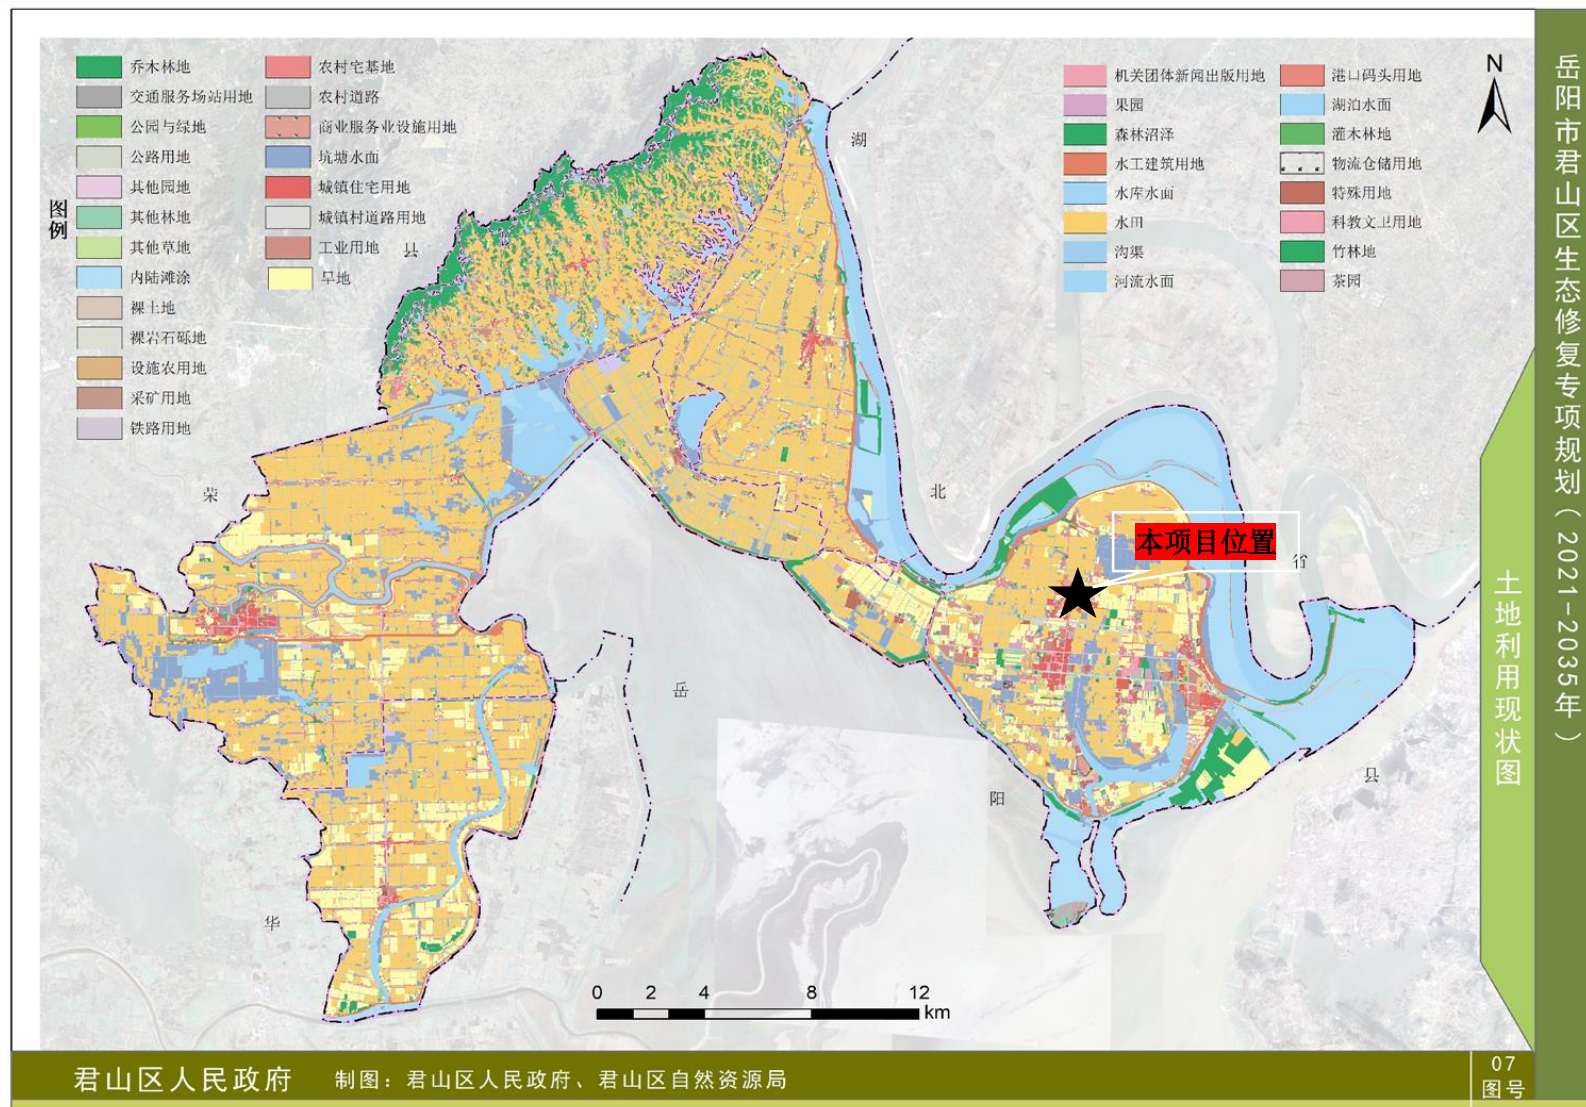 岳阳市君山区生态修复专项规划（2021-2035年）
土地利用现状图
图例
乔木林地
交通服务场站用地
公园与绿地
公路用地
其他园地
其他林地
其他草地
内陆滩涂
裸土地
裸岩石砾地
设施农用地
采矿用地
铁路用地
农村宅基地
农村道路
商业服务业设施用地
坑塘水面
城镇住宅用地
城镇村道路用地
工业用地
旱地
机关团体新闻出版用地
果园
森林沼泽
水工建筑用地
水库水面
水田
沟渠
河流水面
港口码头用地
湖泊水面
灌木林地
物流仓储用地
特殊用地
科教文卫用地
竹林地
茶园
N
湖
北
省
县
荣
岳
阳
县
华
本项目位置
0 2 4 8 12
km
君山区人民政府
制图：君山区人民政府、君山区自然资源局
07
图号